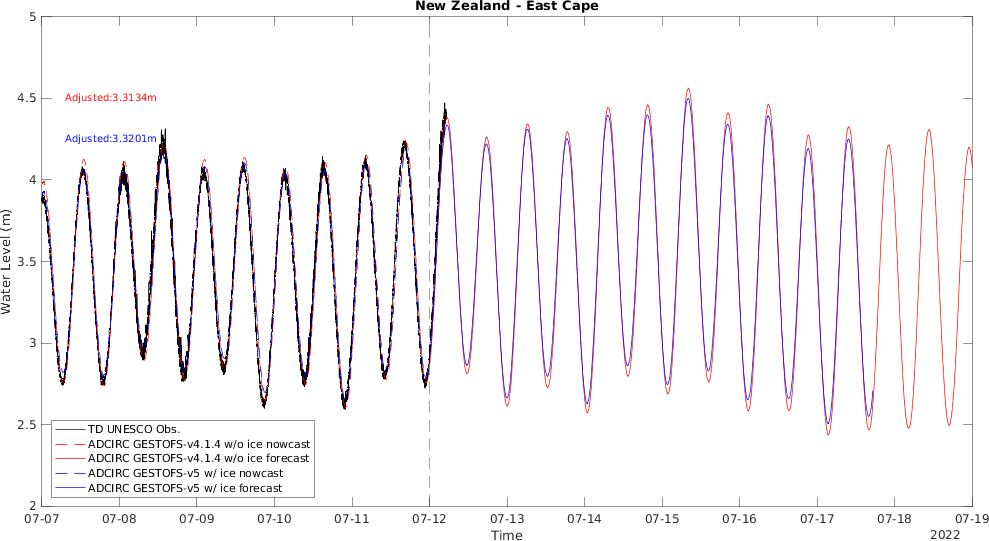 New Zealand - East Cape
Water Level (m)
5
4.5
4
3.5
3
2.5
2
Adjusted:3.3134m
Adjusted:3.3201m
TD UNESCO Obs.
ADCIRC GESTOFS-v4.1.4 w/o ice nowcast
ADCIRC GESTOFS-v4.1.4 w/o ice forecast
ADCIRC GESTOFS-v5 w/ ice nowcast
ADCIRC GESTOFS-v5 w/ ice forecast
07-07 07-08 07-09 07-10 07-11 07-12 07-13 07-14 07-15 07-16 07-17 07-18 07-19
Time
2022